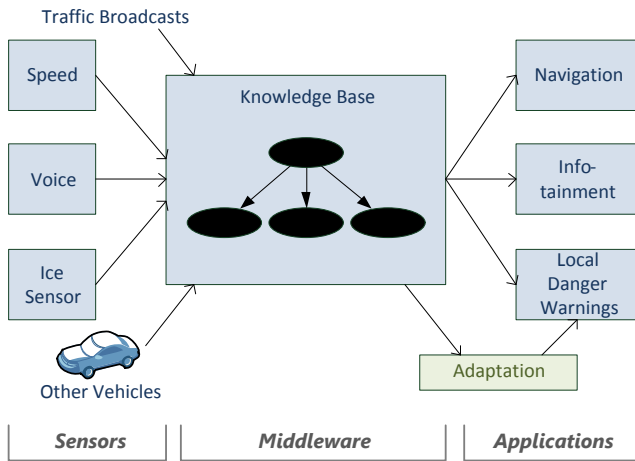 Traffic Broadcasts
Speed
Voice
Ice
Sensor
Other Vehicles
Knowledge Base
Navigation
Info-
tainment
Local
Danger
Warnings
Adaptation
Sensors
Middleware
Applications